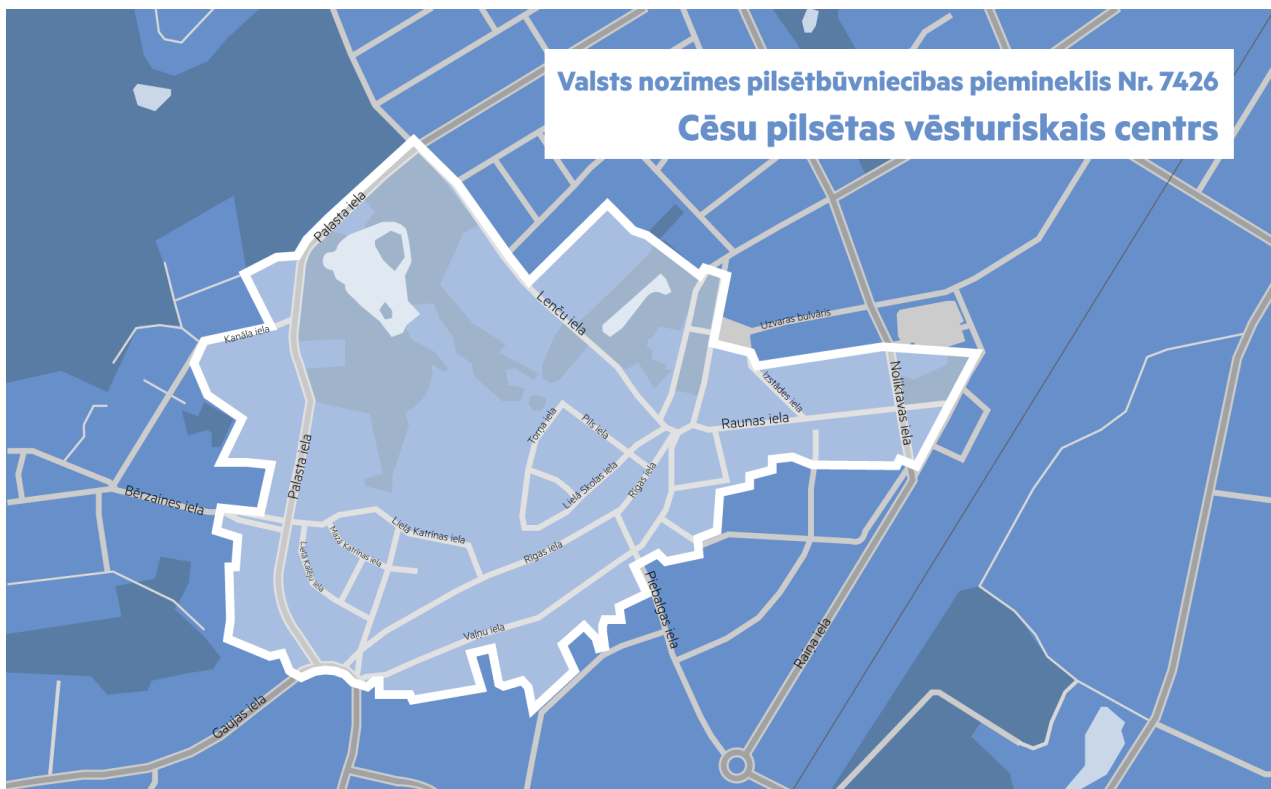 Valsts nozīmes pilsētbūvniecības piemineklis Nr. 7426
Cēsu pilsētas vēsturiskais centrs
Palasta iela
Lenču iela
Kanāla iela
Uzvaras bulvāris
Izstādes iela
Noliktavas iela
Raunas iela
Torņa iela
Pils iela
Lielā Skolas iela
Rīgas iela
Palasta iela
Bērzaines iela
Lielā Katrīnas iela
Mazā Katrīnas iela
Lielā Kalēju iela
Rīgas iela
Vaļņu iela
Piebalgas iela
Raiņa iela
Gaujas iela